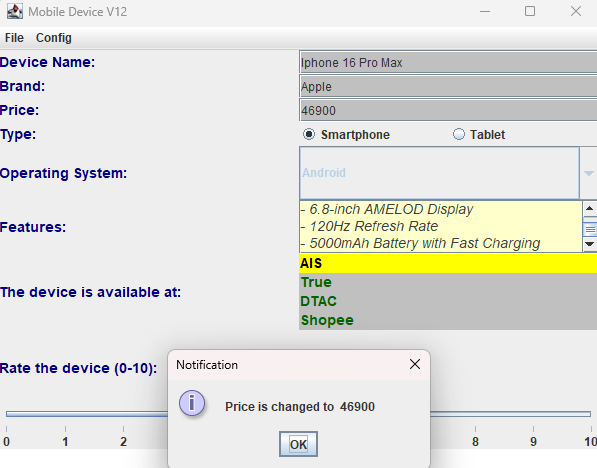 Mobile Device V12
File Config
Device Name: Iphone 16 Pro Max
Brand: Apple
Price: 46900
Type: Smartphone Tablet
Operating System: Android
Features: - 6.8-inch AMELOD Display
- 120Hz Refresh Rate
- 5000mAh Battery with Fast Charging
The device is available at: AIS
True
DTAC
Shopee
Rate the device (0-10):
Notification
Price is changed to 46900
OK
0 1 2 8 9 10